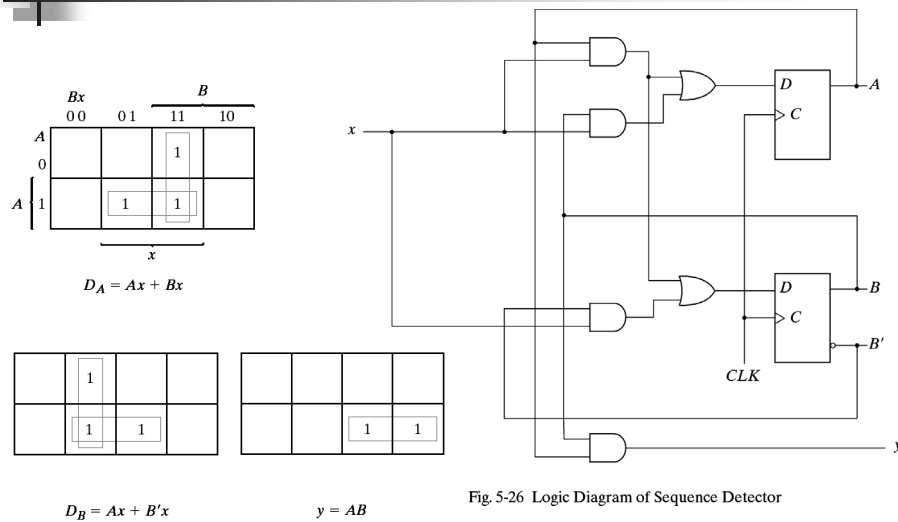 Bx
B
00 01 11 10
A
0
1
A 1
1 1
x
D_A = Ax + Bx
1
1 1
D_B = Ax + B'x
1 1
y = AB
x
D
A
C
D
B
C
B'
CLK
y
Fig. 5-26 Logic Diagram of Sequence Detector